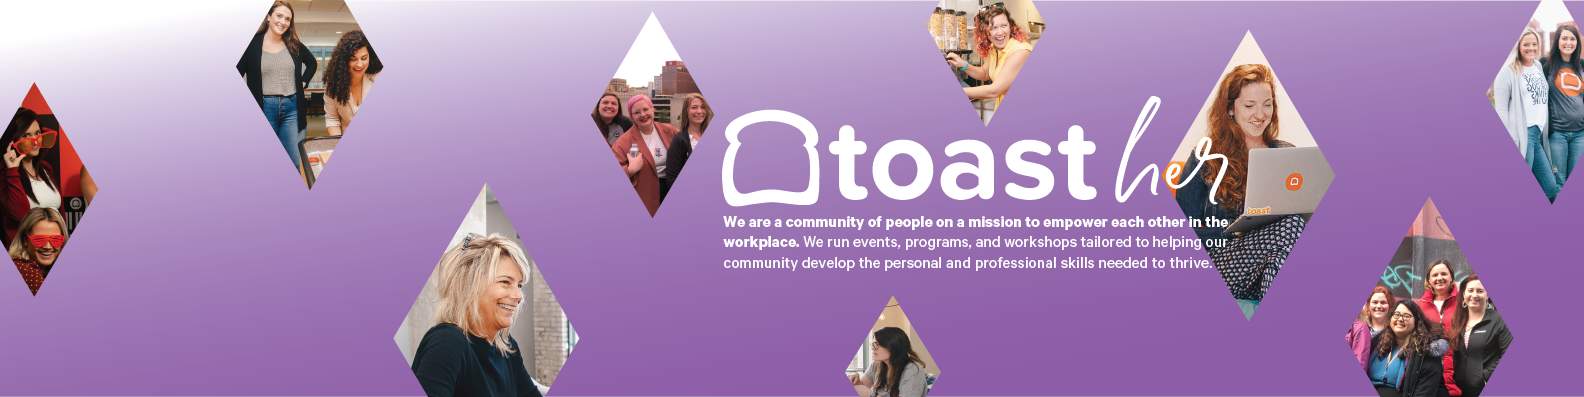 toast her
We are a community of people on a mission to empower each other in the
workplace. We run events, programs, and workshops tailored to helping our
community develop the personal and professional skills needed to thrive.
toast